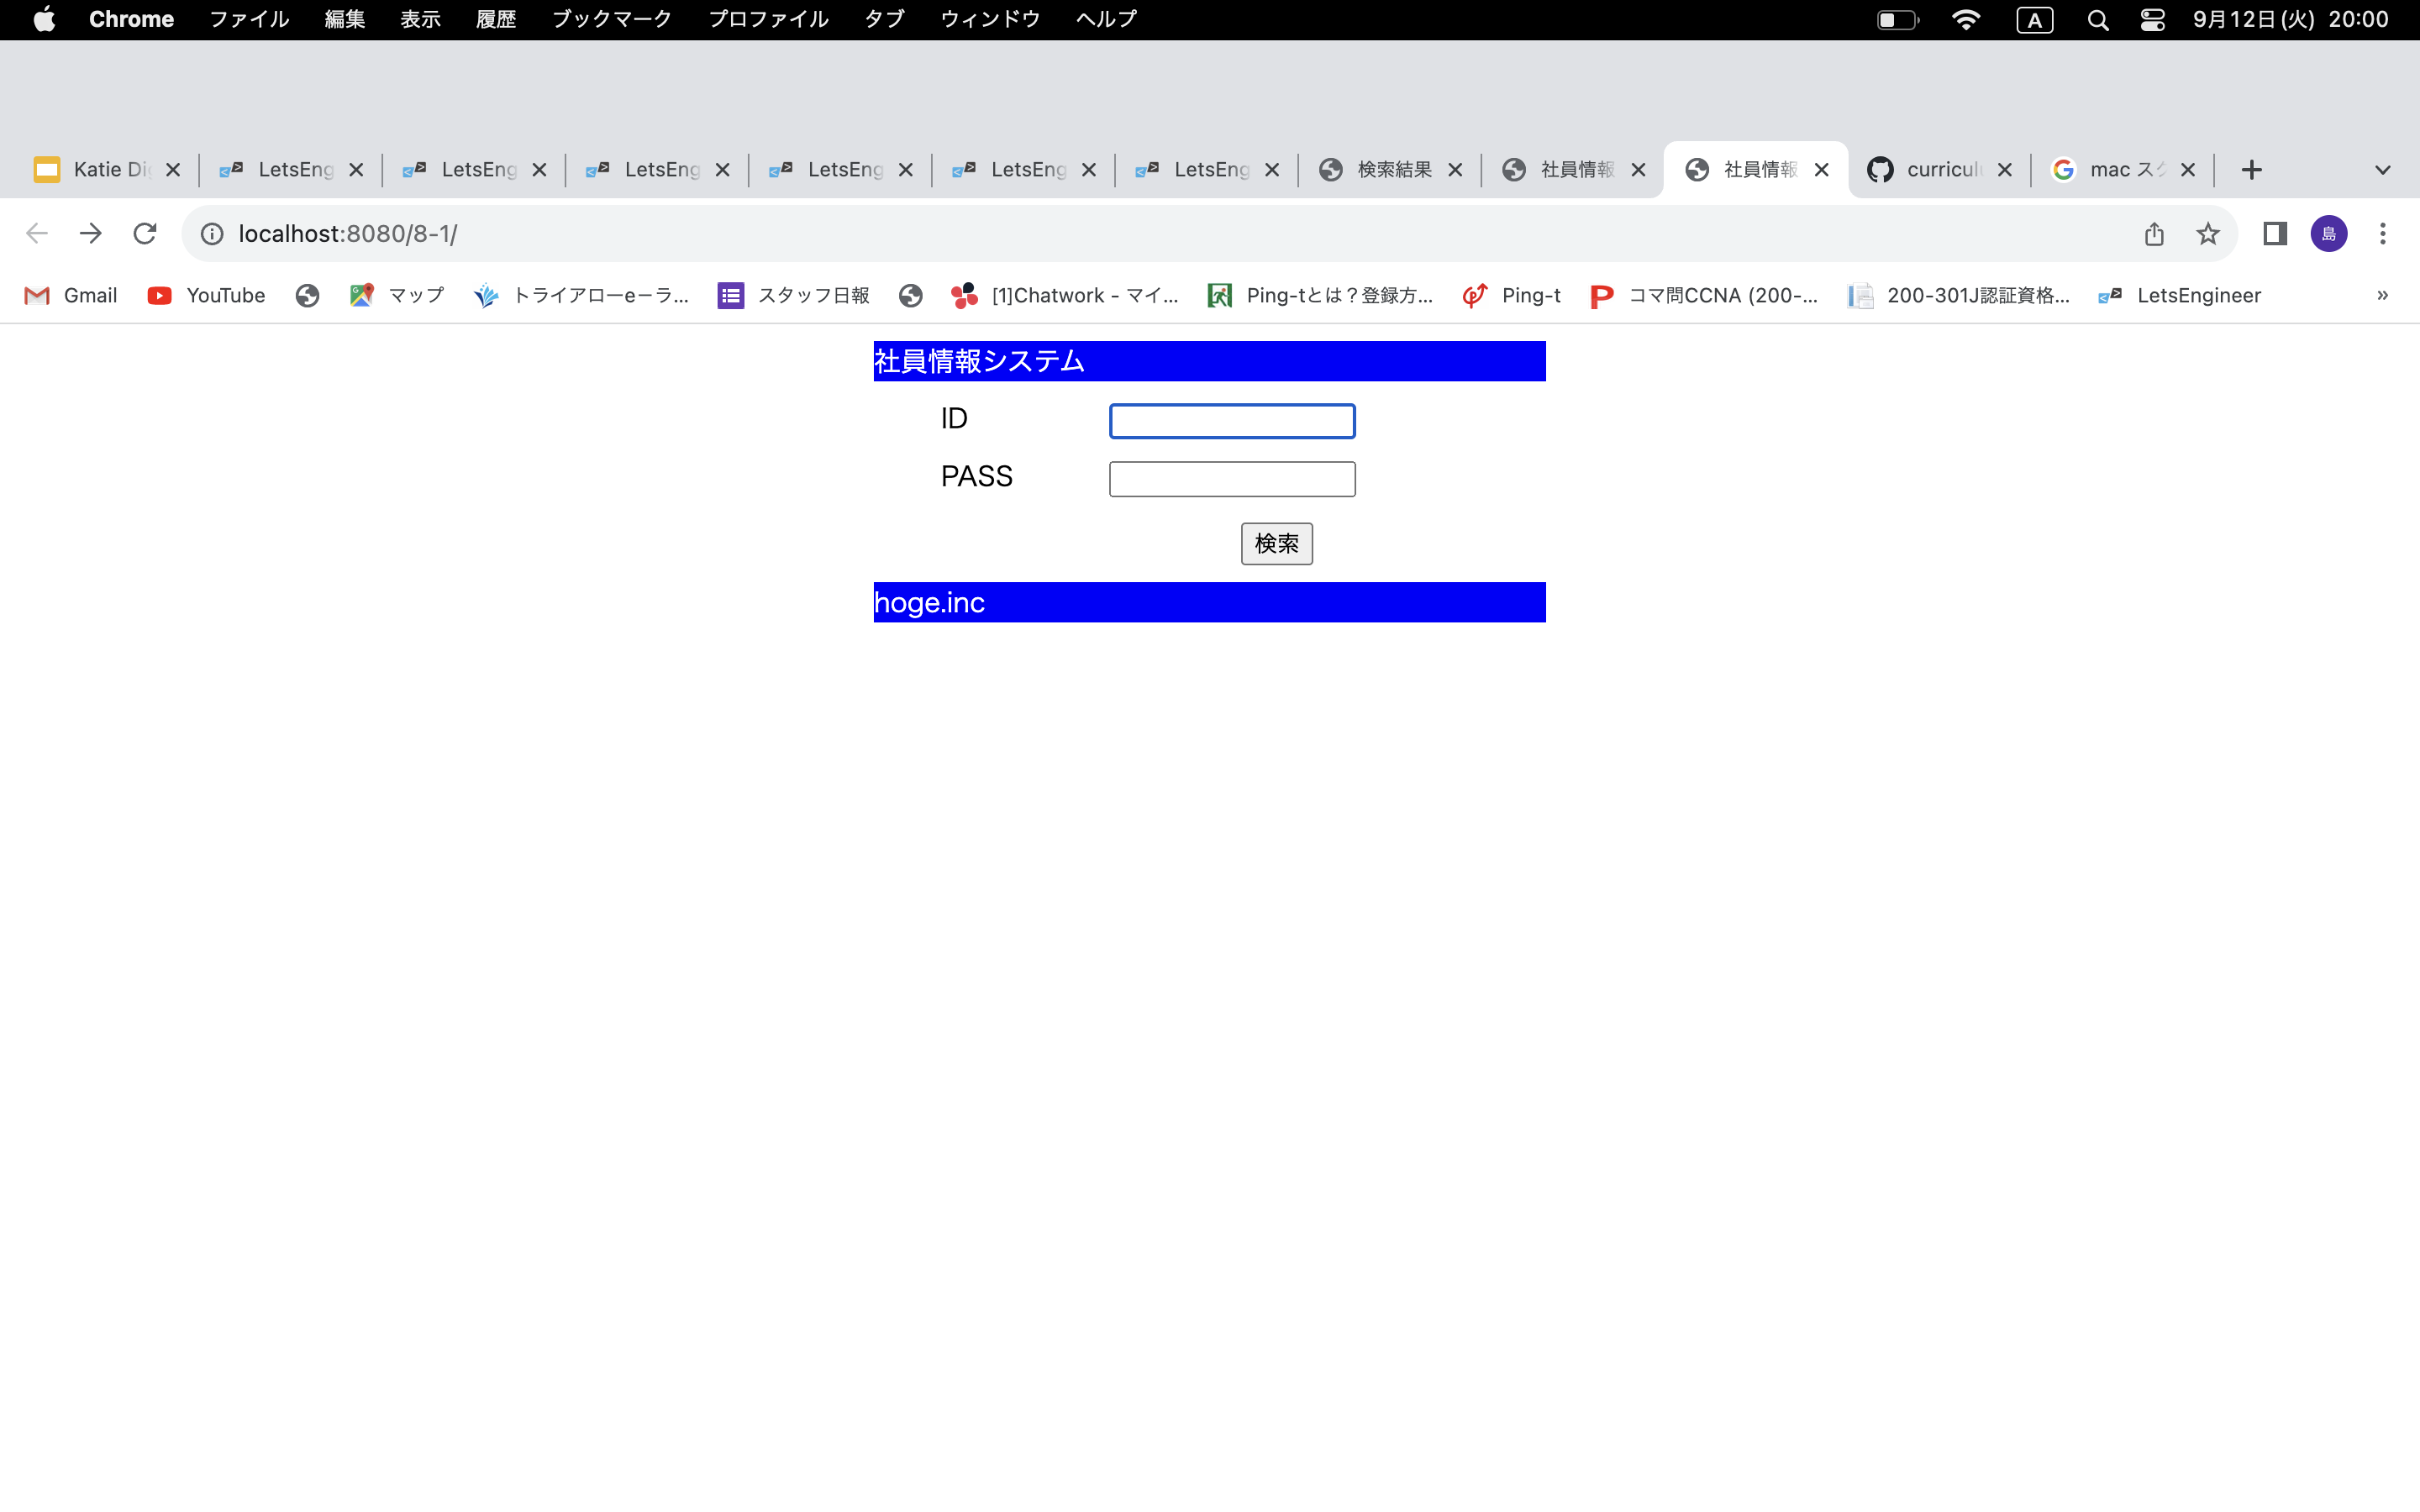 Chrome ファイル 編集 表示 履歴 ブックマーク プロファイル タブ ウィンドウ ヘルプ A 9月12日(火) 20:00
Katie Di LetsEng LetsEng LetsEng LetsEng LetsEng LetsEng 検索結果 社員情報 社員情報 curricul mac スク
localhost:8080/8-1/ 島
Gmail YouTube マップ トライアローeーラ... スタッフ日報 [1]Chatwork - マイ... Ping-tとは？登録方... Ping-t コマ問CCNA (200-... 200-301J認証資格... LetsEngineer »
社員情報システム
ID
PASS
検索
hoge.inc